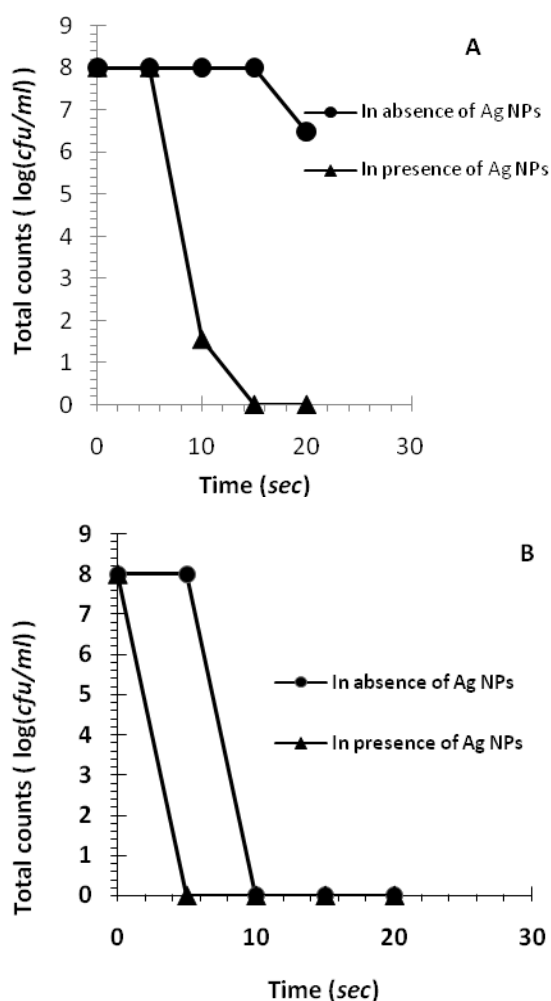 A
9
8
7
6
5
4
3
2
1
0
Total counts ( log(cfu/ml) )
In absence of Ag NPs
In presence of Ag NPs
0 10 20 30
Time (sec)
B
9
8
7
6
5
4
3
2
1
0
Total counts ( log(cfu/ml) )
In absence of Ag NPs
In presence of Ag NPs
0 10 20 30
Time (sec)